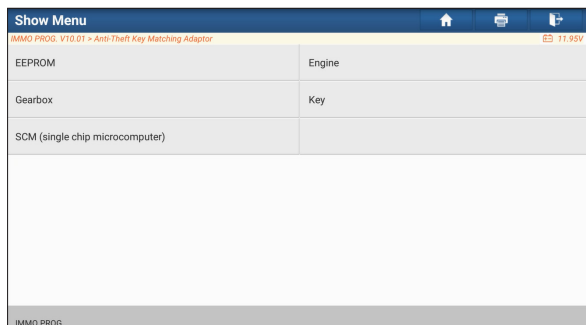 Show Menu
IMMO PROG. V10.01 > Anti-Theft Key Matching Adaptor 11.95V
EEPROM Engine
Gearbox Key
SCM (single chip microcomputer)
IMMO PROG